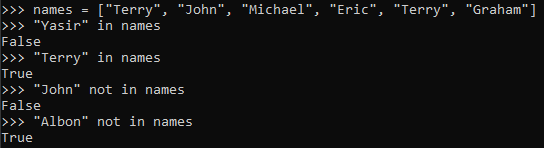 >>> names = ["Terry", "John", "Michael", "Eric", "Terry", "Graham"]
>>> "Yasir" in names
False
>>> "Terry" in names
True
>>> "John" not in names
False
>>> "Albon" not in names
True